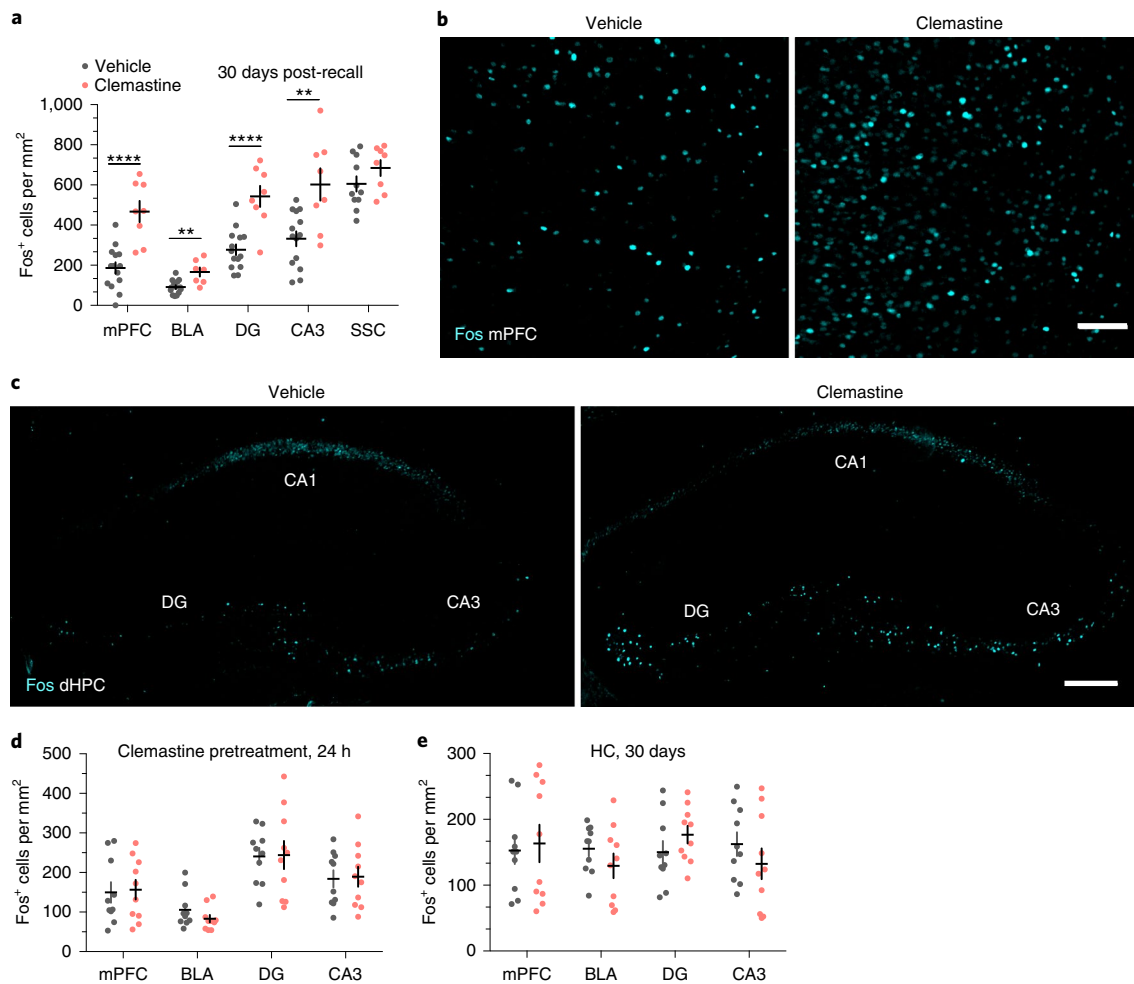 a
Vehicle
Clemastine
30 days post-recall
Fos+ cells per mm2
1,000
800
600
400
200
0
**** ** **** **
mPFC BLA DG CA3 SSC
b
Vehicle Clemastine
Fos mPFC
c
Vehicle Clemastine
CA1 CA1
DG CA3 DG CA3
Fos dHPC
d
Clemastine pretreatment, 24 h
Fos+ cells per mm2
500
400
300
200
100
0
mPFC BLA DG CA3
e
HC, 30 days
Fos+ cells per mm2
300
200
100
0
mPFC BLA DG CA3